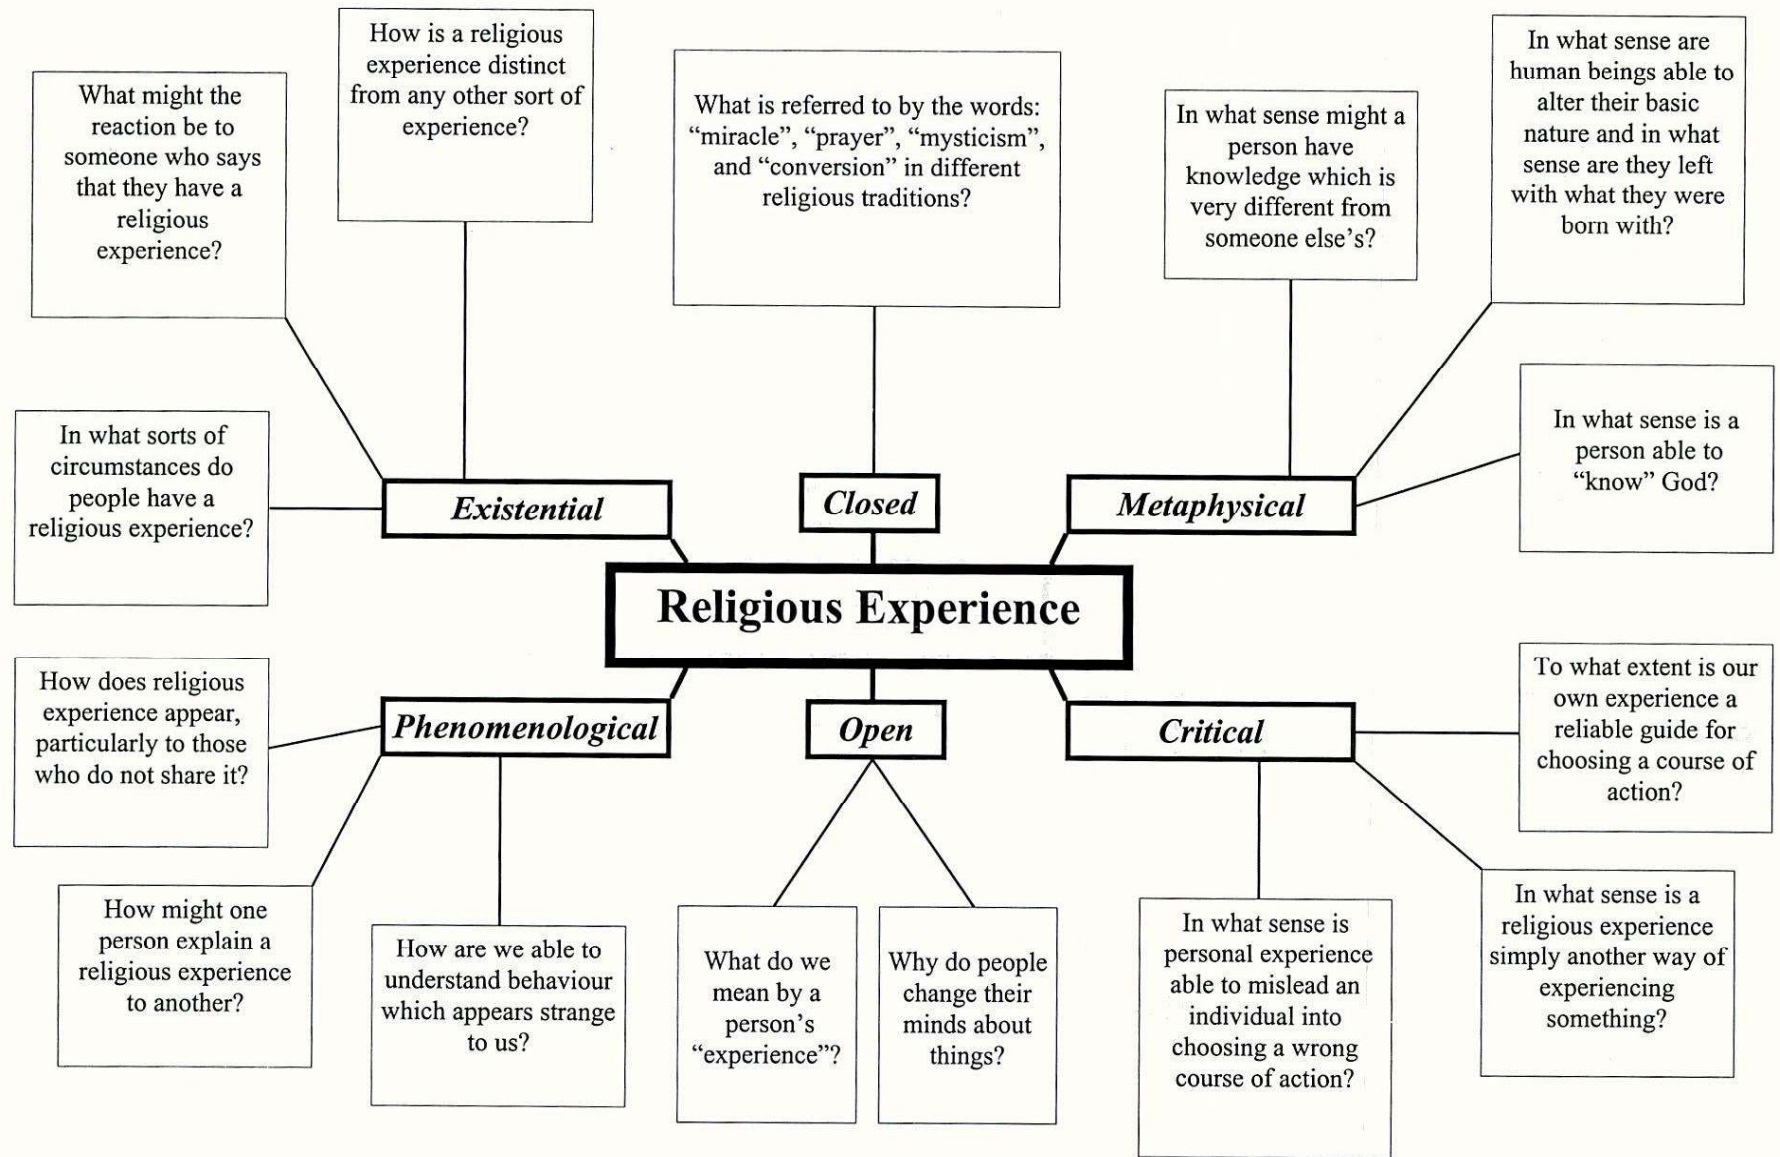 What might the
reaction be to
someone who says
that they have a
religious
experience?
How is a religious
experience distinct
from any other sort of
experience?
What is referred to by the words:
“miracle”, “prayer”, “mysticism”,
and “conversion” in different
religious traditions?
In what sense might a
person have
knowledge which is
very different from
someone else’s?
In what sense are
human beings able to
alter their basic
nature and in what
sense are they left
with what they were
born with?
In what sorts of
circumstances do
people have a
religious experience?
In what sense is a
person able to
“know” God?
Existential
Closed
Metaphysical
Religious Experience
Phenomenological
Open
Critical
How does religious
experience appear,
particularly to those
who do not share it?
To what extent is our
own experience a
reliable guide for
choosing a course of
action?
How might one
person explain a
religious experience
to another?
How are we able to
understand behaviour
which appears strange
to us?
What do we
mean by a
person’s
“experience”?
Why do people
change their
minds about
things?
In what sense is
personal experience
able to mislead an
individual into
choosing a wrong
course of action?
In what sense is a
religious experience
simply another way of
experiencing
something?